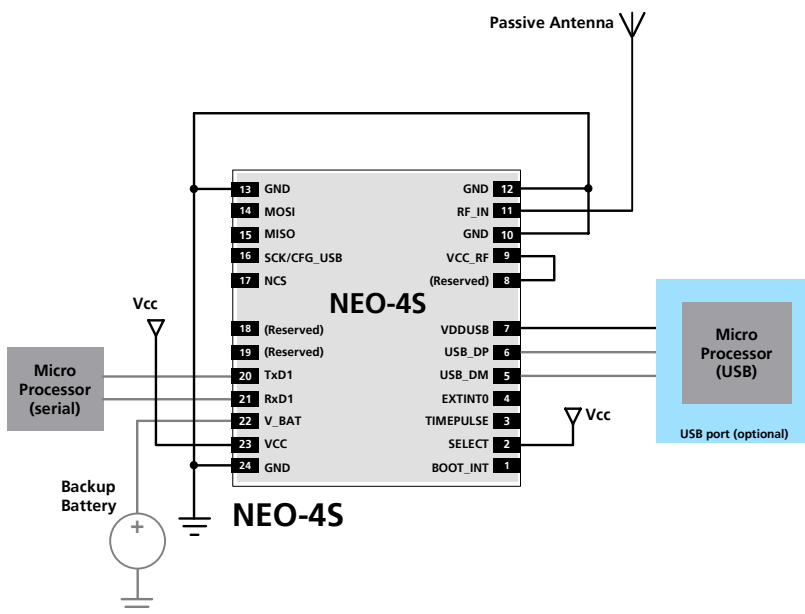 Passive Antenna
13 GND
GND 12
14 MOSI
RF_IN 11
15 MISO
GND 10
16 SCK/CFG_USB
VCC_RF 9
17 NCS
(Reserved) 8
NEO-4S
Vcc
18 (Reserved)
VDDUSB 7
19 (Reserved)
USB_DP 6
20 TxD1
USB_DM 5
21 RxD1
EXTINT0 4
22 V_BAT
TIMEPULSE 3
23 VCC
SELECT 2
24 GND
BOOT_INT 1
Micro
Processor
(serial)
Micro
Processor
(USB)
USB port (optional)
Vcc
Backup
Battery
+
NEO-4S